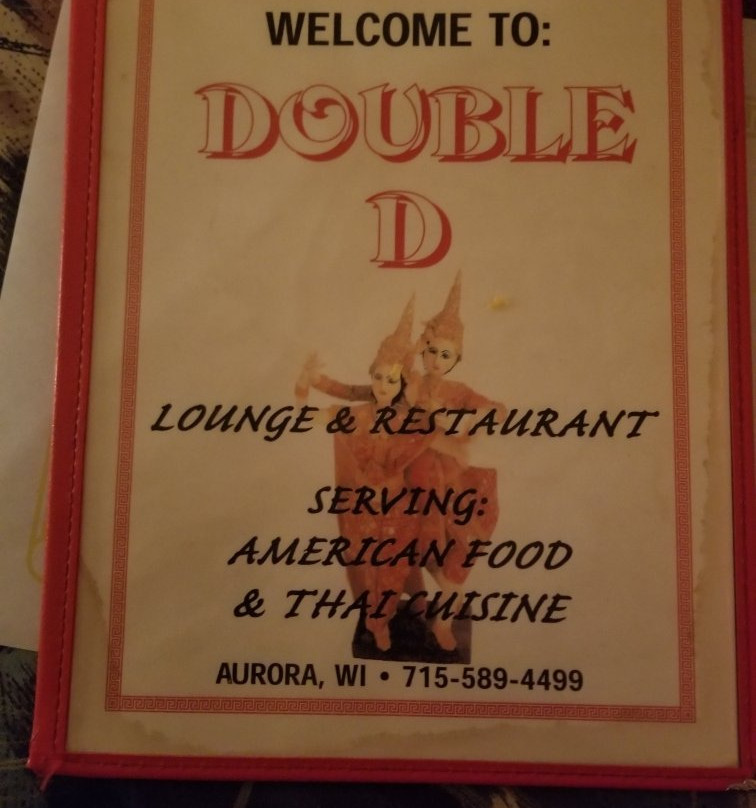 WELCOME TO:
DOUBLE
D
LOUNGE & RESTAURANT
SERVING:
AMERICAN FOOD
& THAI CUISINE
AURORA, WI • 715-589-4499